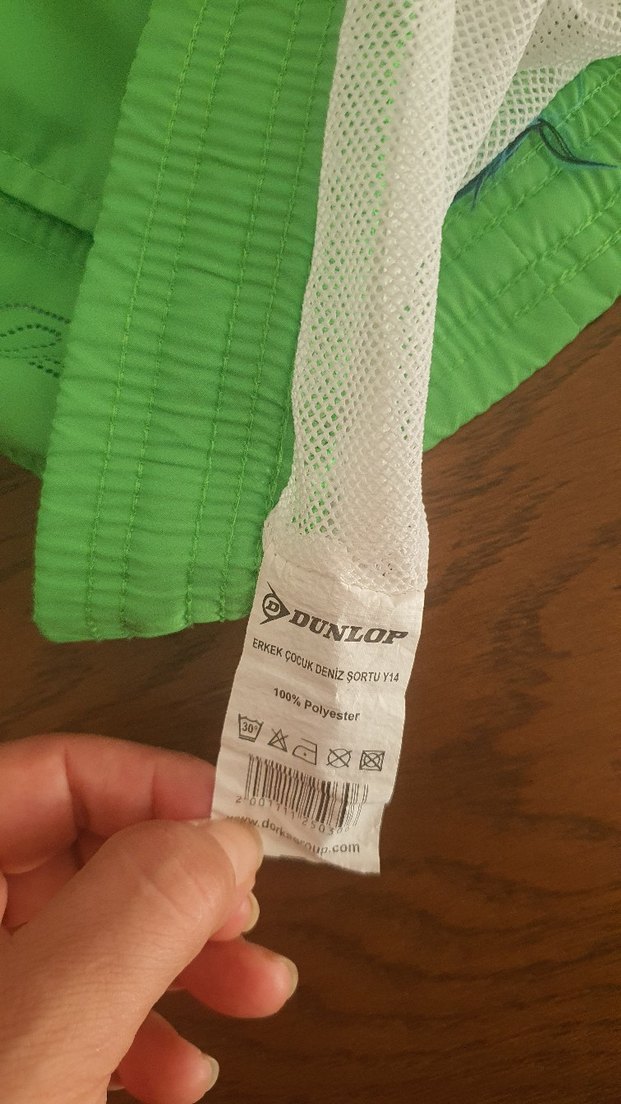 D DUNLOP
ERKEK ÇOCUK DENİZ ŞORTU Y14
100% Polyester
30°